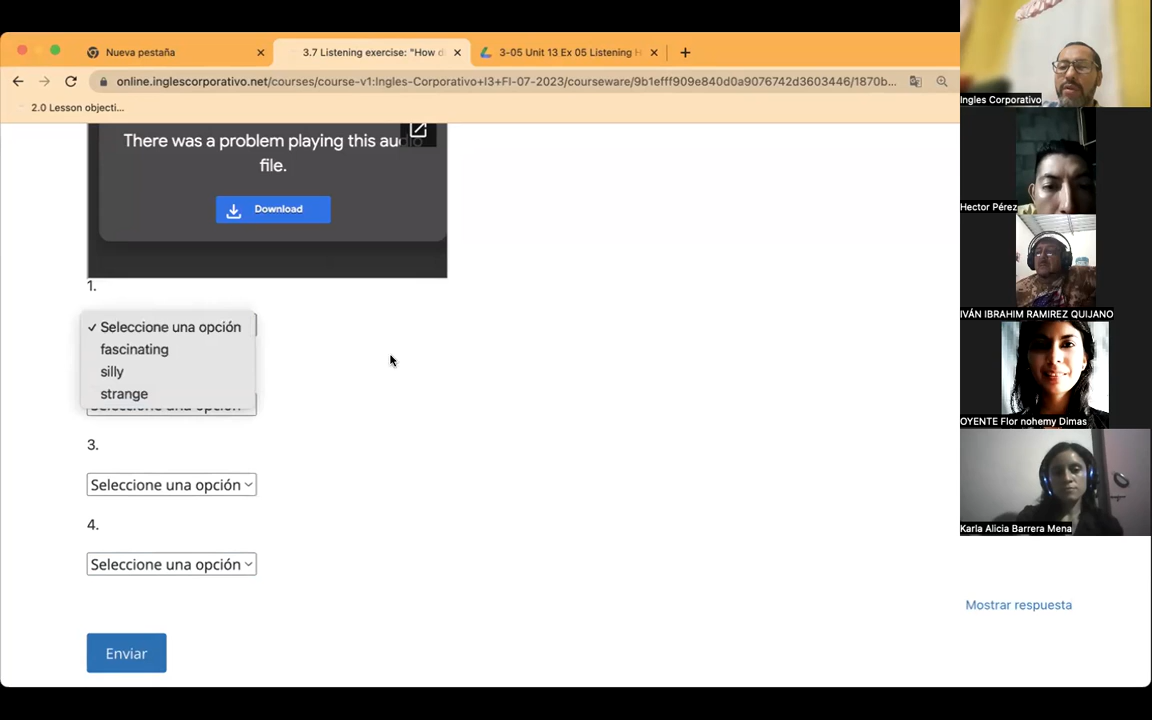 Nueva pestaña
3.7 Listening exercise: "How d
3-05 Unit 13 Ex 05 Listening H
online.inglescorporativo.net/courses/course-v1:Ingles-Corporativo+I3+FI-07-2023/courseware/9b1efff909e840d0a9076742d3603446/1870b...
2.0 Lesson objecti...
There was a problem playing this audio
file.
Download
1.
✓ Seleccione una opción
fascinating
silly
strange
Seleccione una opción
3.
Seleccione una opción
4.
Seleccione una opción
Mostrar respuesta
Enviar
Ingles Corporativo
Hector Pérez
IVÁN IBRAHIM RAMIREZ QUIJANO
OYENTE Flor nohemy Dimas
Karla Alicia Barrera Mena